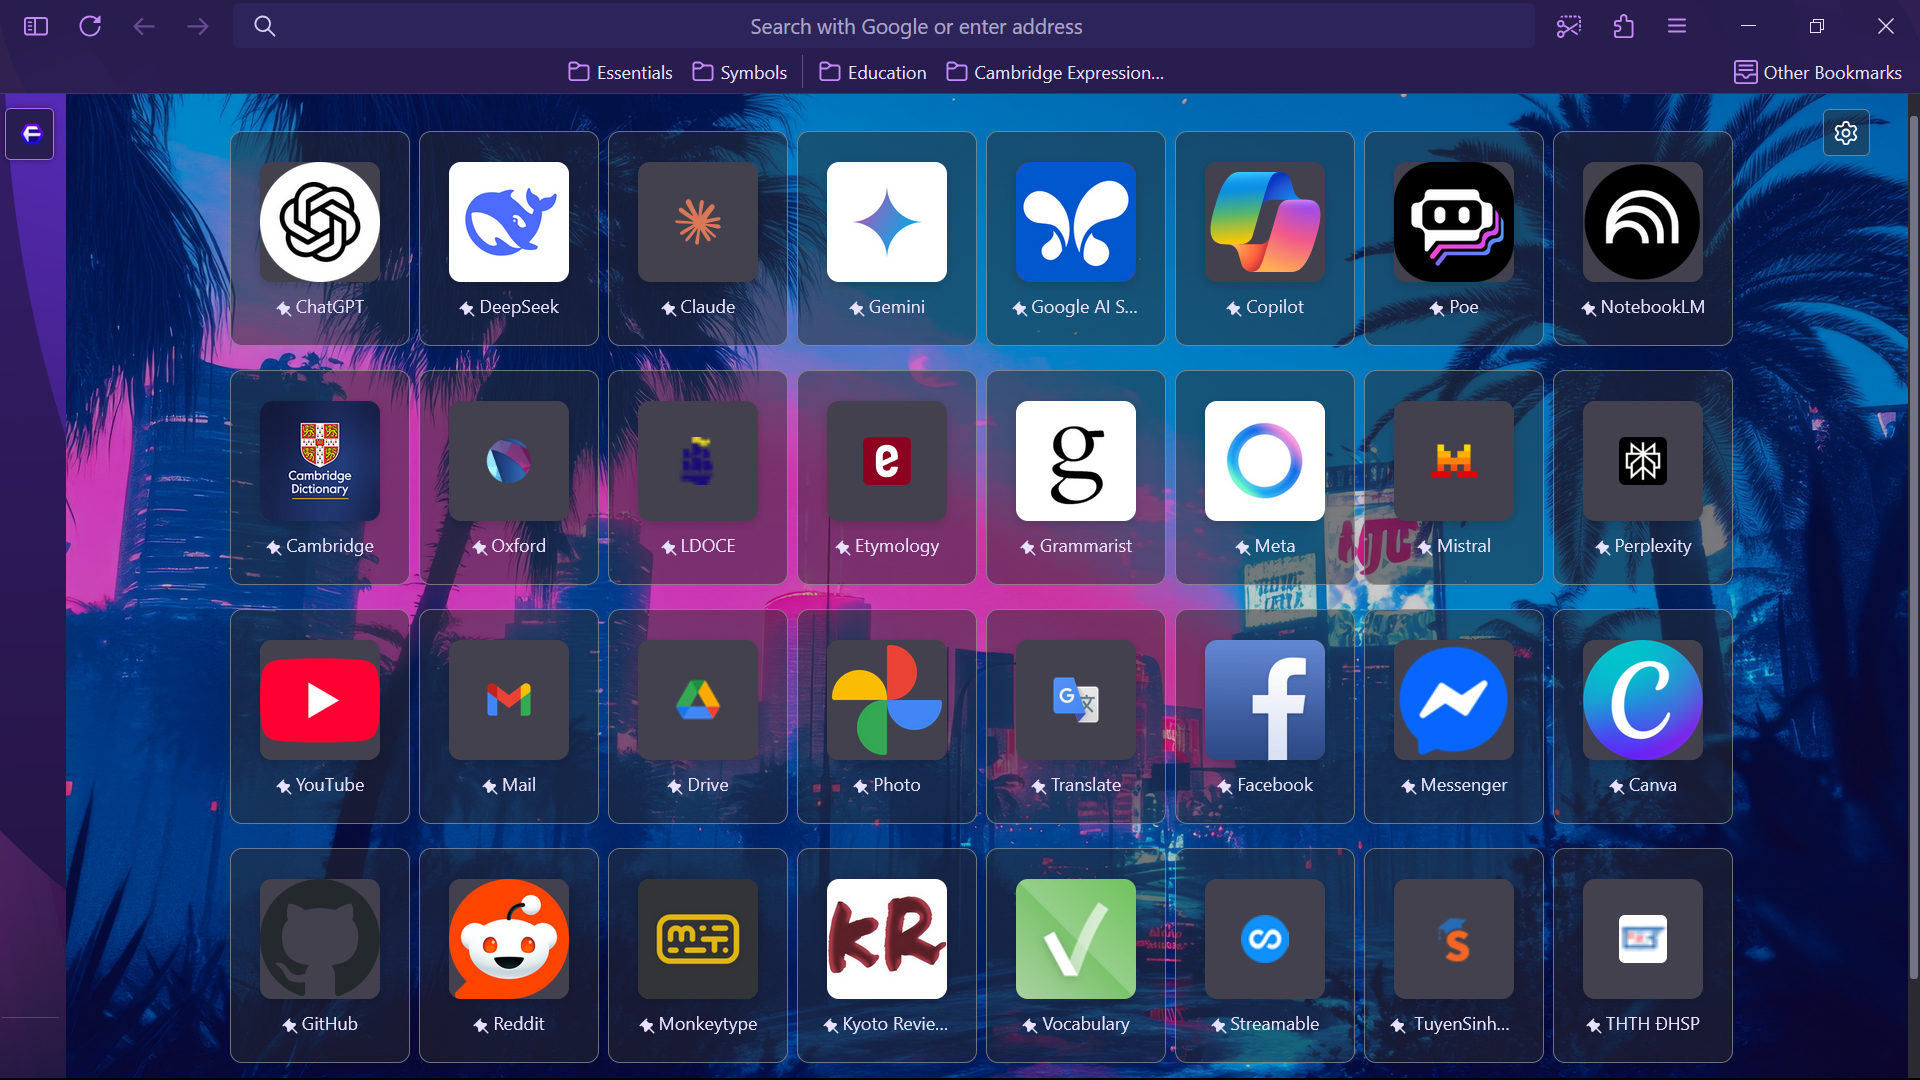 Search with Google or enter address
Essentials
Symbols
Education
Cambridge Expression...
Other Bookmarks
ChatGPT
DeepSeek
Claude
Gemini
Google AI S...
Copilot
Poe
NotebookLM
Cambridge
Dictionary
Cambridge
Oxford
LDOCE
e
Etymology
g
Grammarist
Meta
Mistral
Perplexity
YouTube
Mail
Drive
Photo
G
Translate
f
Facebook
Messenger
C
Canva
GitHub
Reddit
Monkeytype
KR
Kyoto Revie...
Vocabulary
Streamable
S
TuyenSinh...
THTH ĐHSP